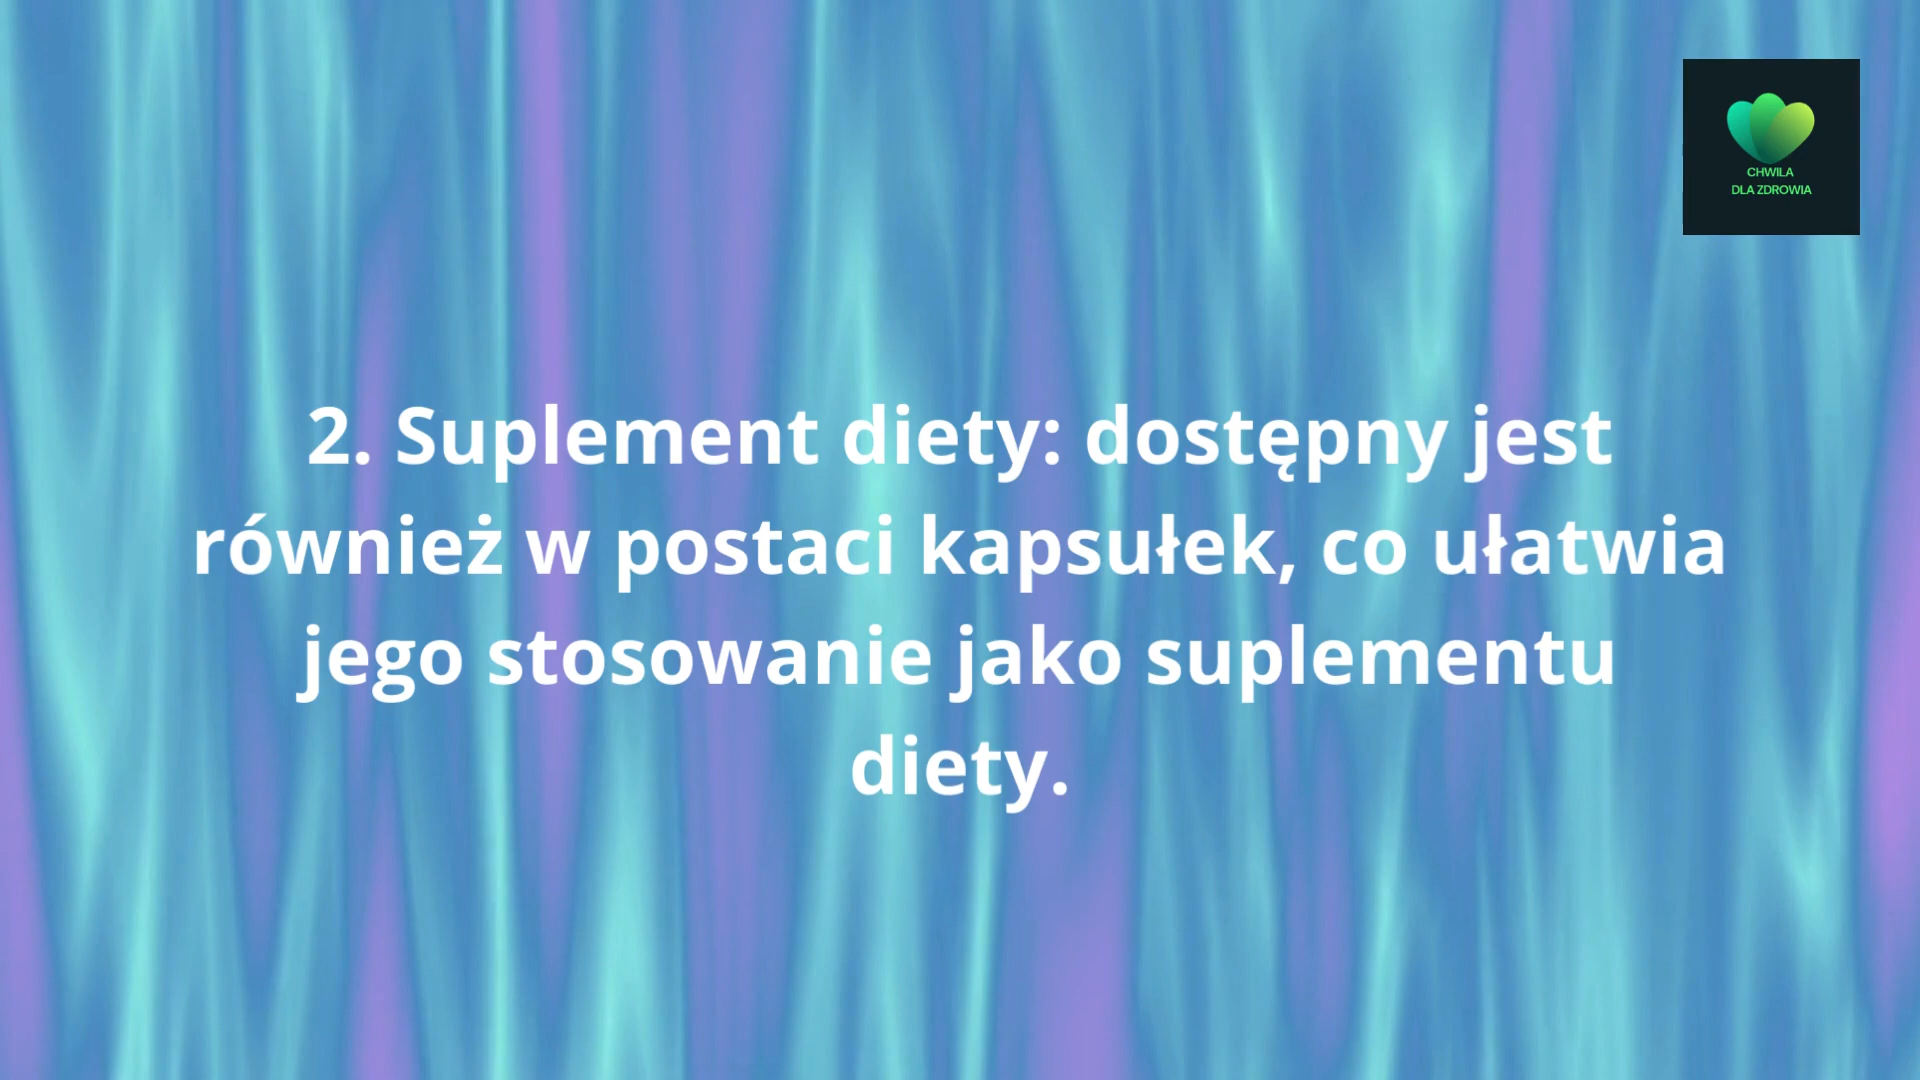 CHWILA
DLA ZDROWIA
2. Suplement diety: dostępny jest
również w postaci kapsułek, co ułatwia
jego stosowanie jako suplementu
diety.